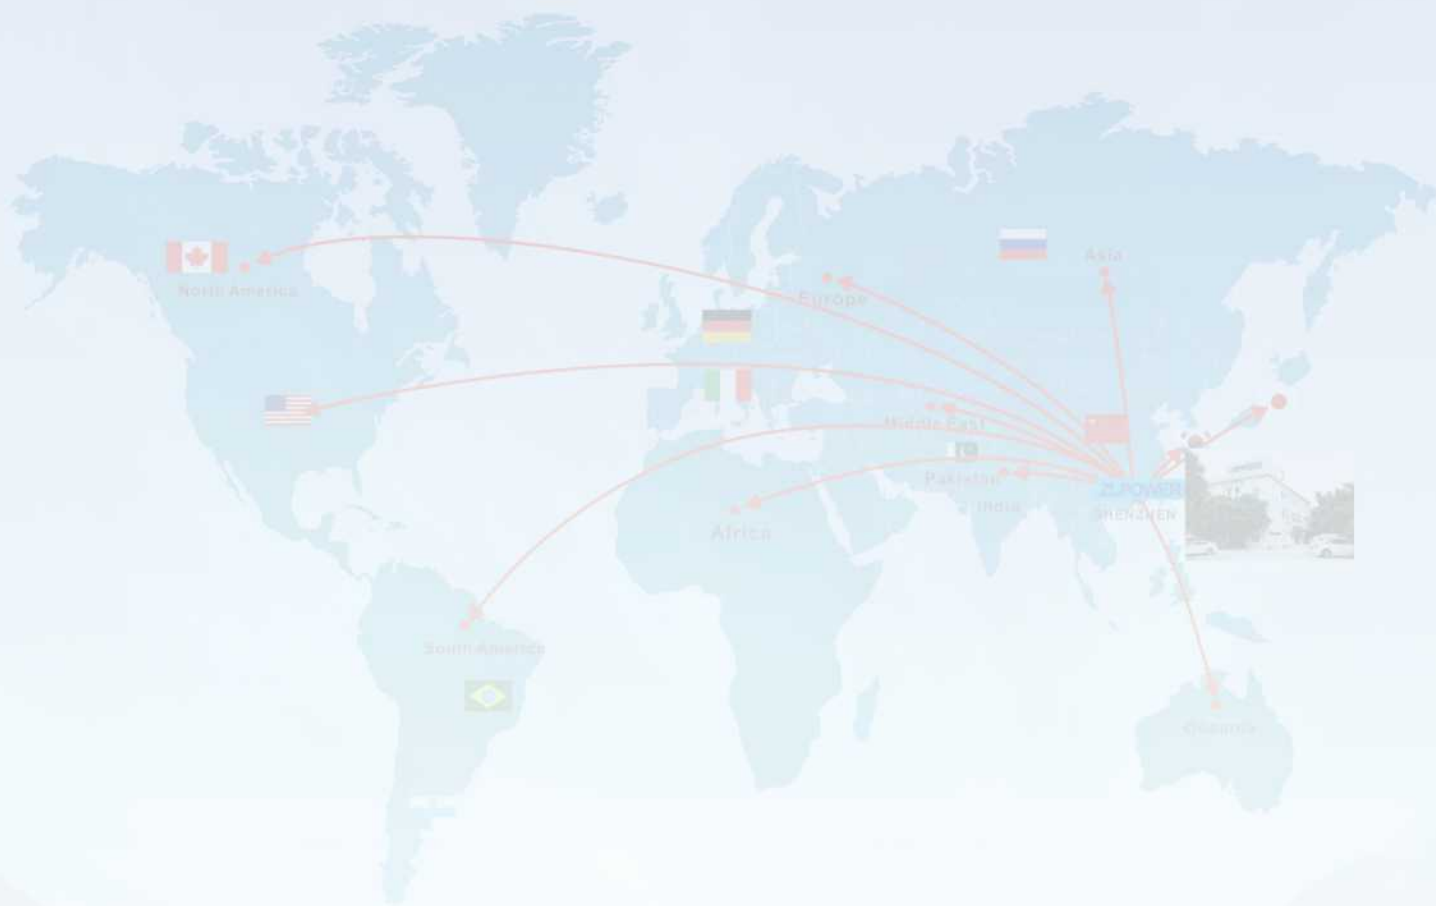 North America
Asia
Europe
Middle East
Pakistan
India
ZLPOWER
SHENZHEN
Africa
South America
Oceania